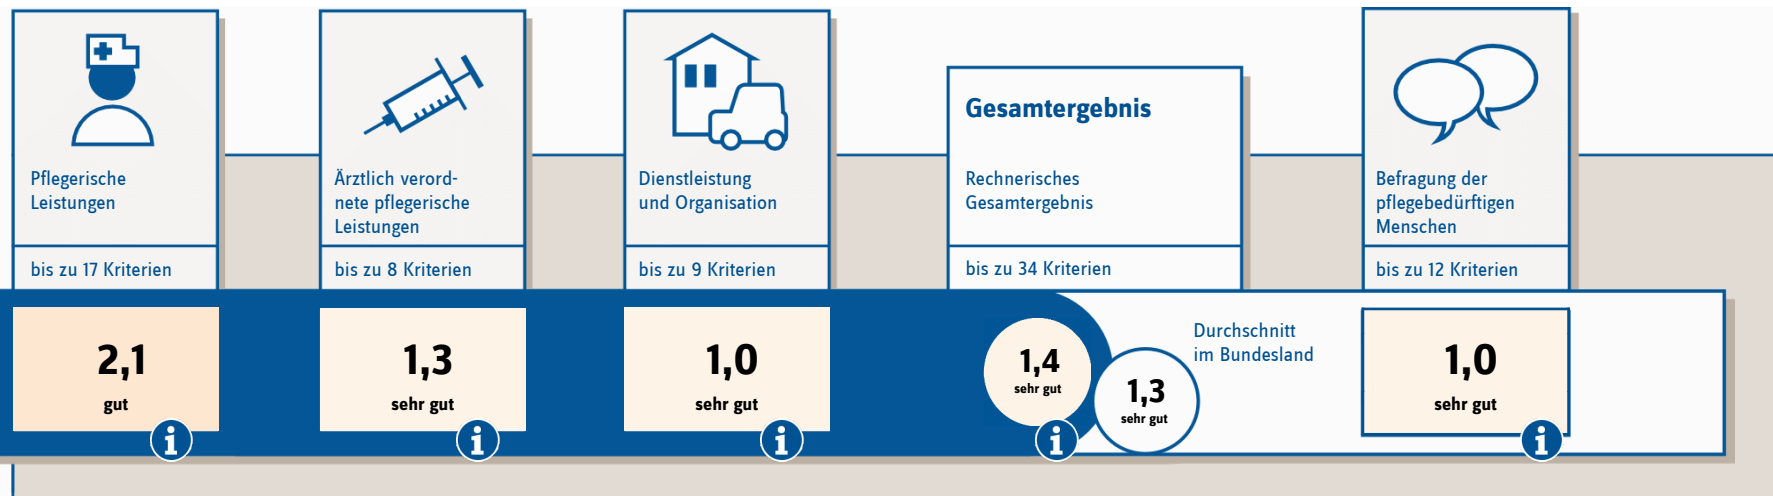 Pflegerische
Leistungen
bis zu 17 Kriterien
2,1
gut
i
Ärztlich verord-
nete pflegerische
Leistungen
bis zu 8 Kriterien
1,3
sehr gut
i
Dienstleistung
und Organisation
bis zu 9 Kriterien
1,0
sehr gut
i
Gesamtergebnis
Rechnerisches
Gesamtergebnis
bis zu 34 Kriterien
1,4
sehr gut
i
Durchschnitt
im Bundesland
1,3
sehr gut
Befragung der
pflegebedürftigen
Menschen
bis zu 12 Kriterien
1,0
sehr gut
i